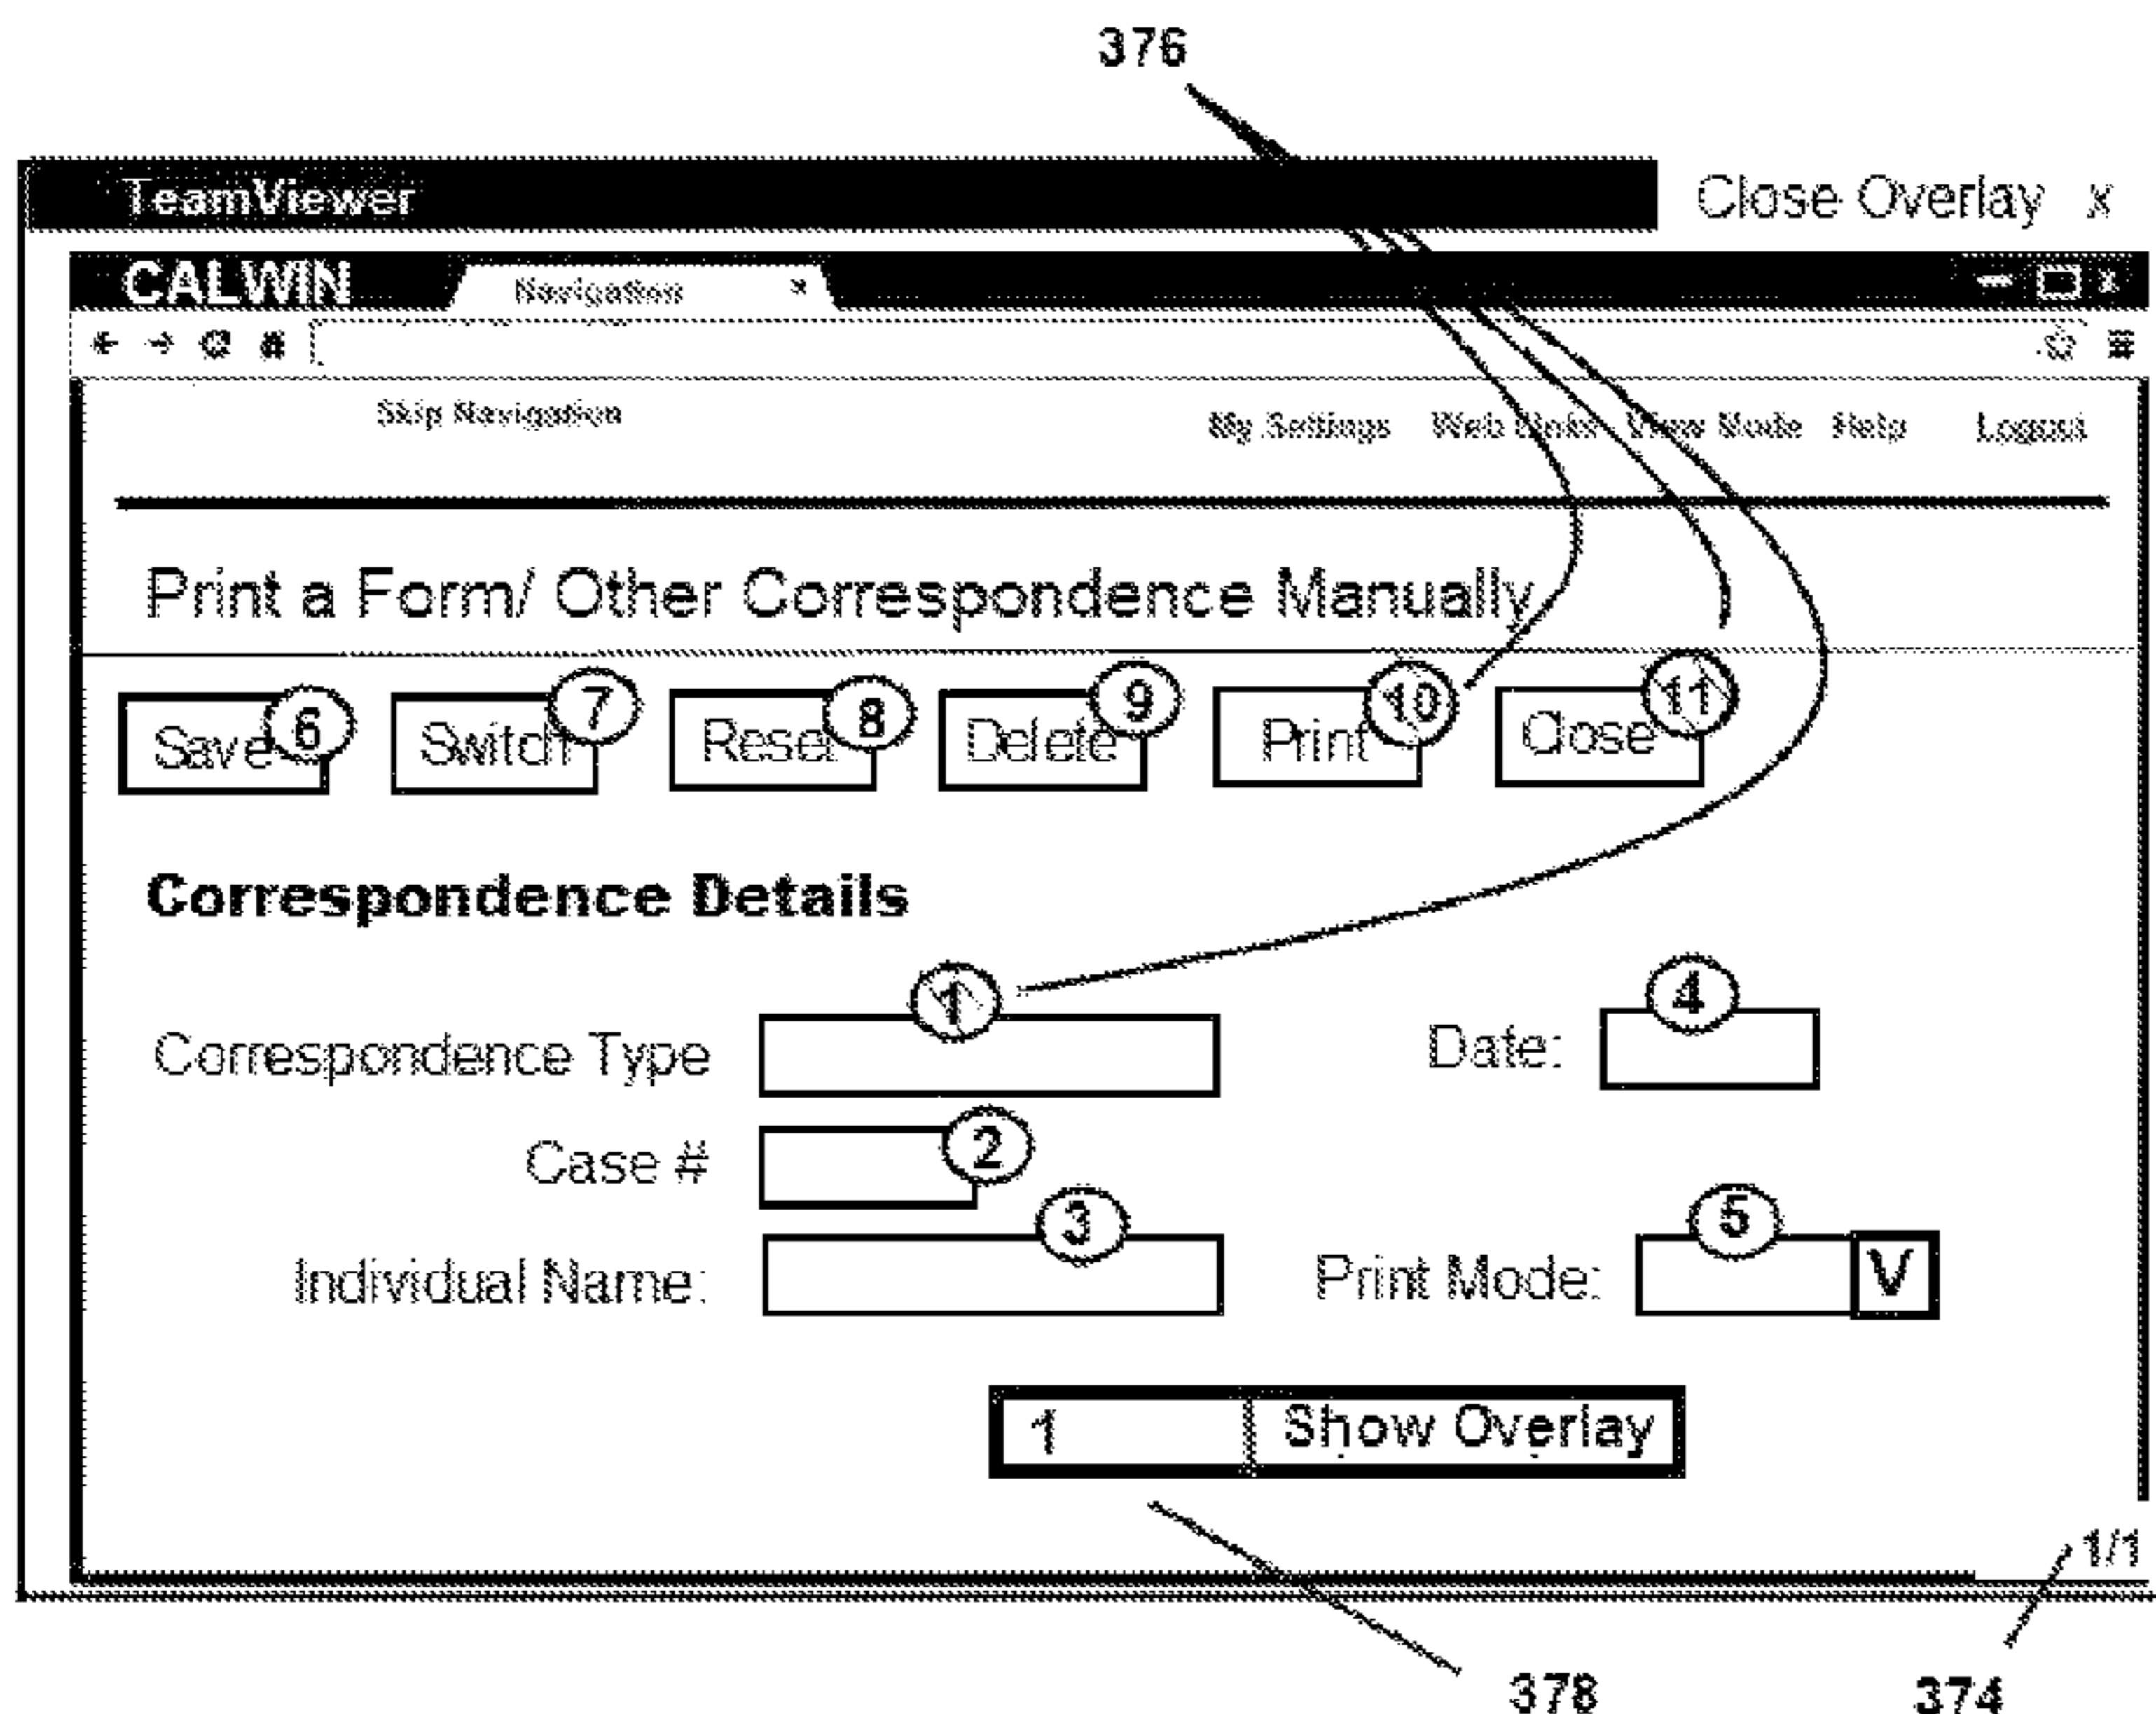 376
TeamViewer Close Overlay x
CALWIN Navigation x
Skip Navigation My Settings Web Links View Mode Help Logout
Print a Form/ Other Correspondence Manually
6 7 8 9 10 11
Save Switch Reset Delete Print Close
Correspondence Details
1 4
Correspondence Type Date:
2
Case #
3 5
Individual Name: Print Mode: V
1 Show Overlay
1/1
378 374